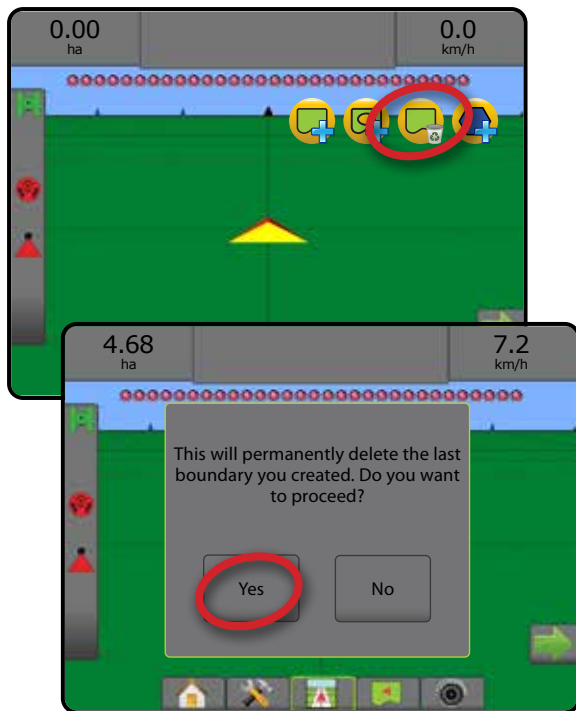 0.00
ha
0.0
km/h
4.68
ha
7.2
km/h
This will permanently delete the last
boundary you created. Do you want
to proceed?
Yes
No